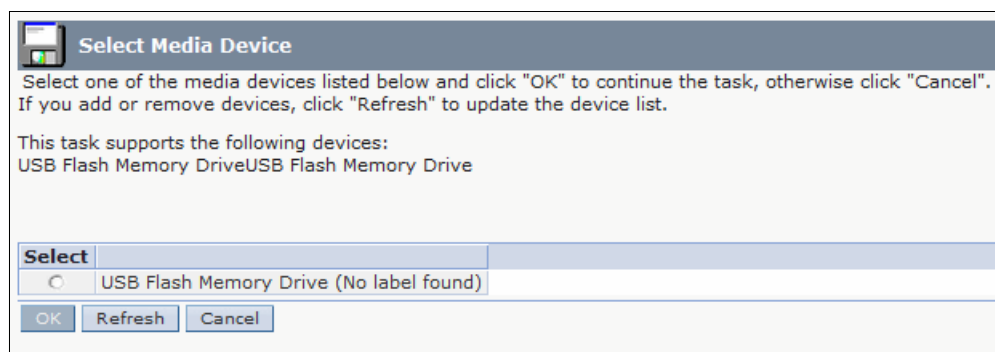 Select Media Device
Select one of the media devices listed below and click "OK" to continue the task, otherwise click "Cancel".
If you add or remove devices, click "Refresh" to update the device list.
This task supports the following devices:
USB Flash Memory DriveUSB Flash Memory Drive
Select
USB Flash Memory Drive (No label found)
OK Refresh Cancel